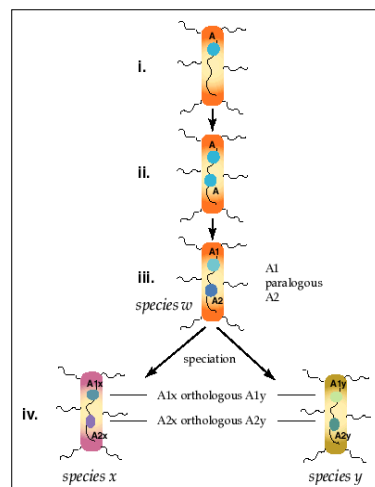 A
i.
A
ii.
A
A1
iii.
A2
A1
paralogous
A2
species w
speciation
A1x
A1x orthologous A1y
A1y
iv.
A2x orthologous A2y
A2x
A2y
species x
species y